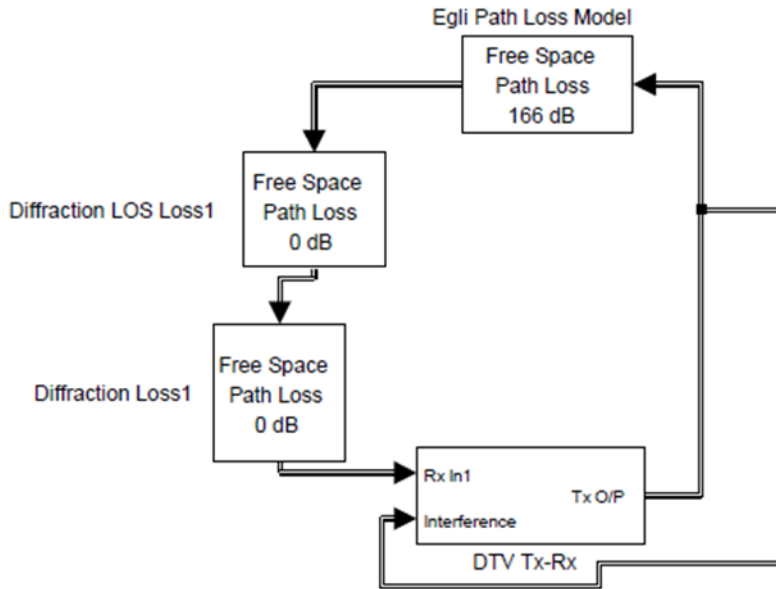 Egli Path Loss Model
Free Space
Path Loss
166 dB
Diffraction LOS Loss1
Free Space
Path Loss
0 dB
Diffraction Loss1
Free Space
Path Loss
0 dB
Rx In1
Tx O/P
Interference
DTV Tx-Rx